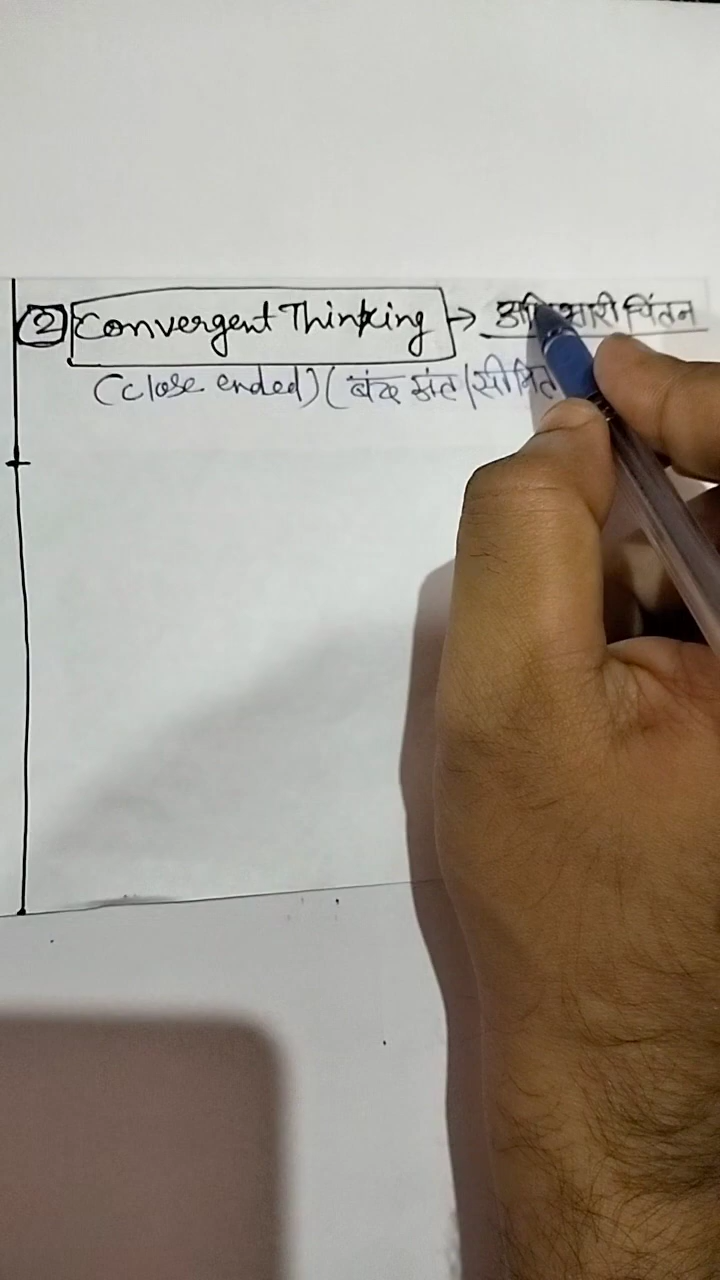 ② Convergent Thinking → चिंतन
(close ended) (बंद अंत/सीमित